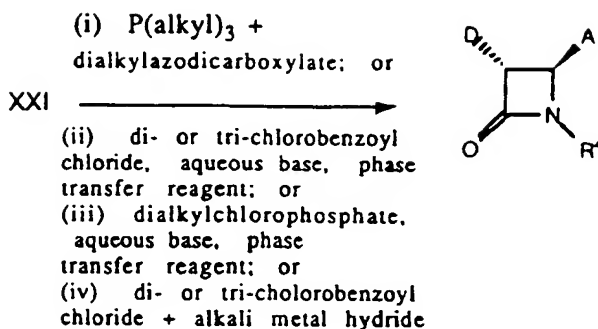 (i) P(alkyl)3 +
dialkylazodicarboxylate; or
XXI
(ii) di- or tri-chlorobenzoyl
chloride, aqueous base, phase
transfer reagent; or
(iii) dialkylchlorophosphate,
aqueous base, phase
transfer reagent; or
(iv) di- or tri-cholorobenzoyl
chloride + alkali metal hydride
D A
N
O R4